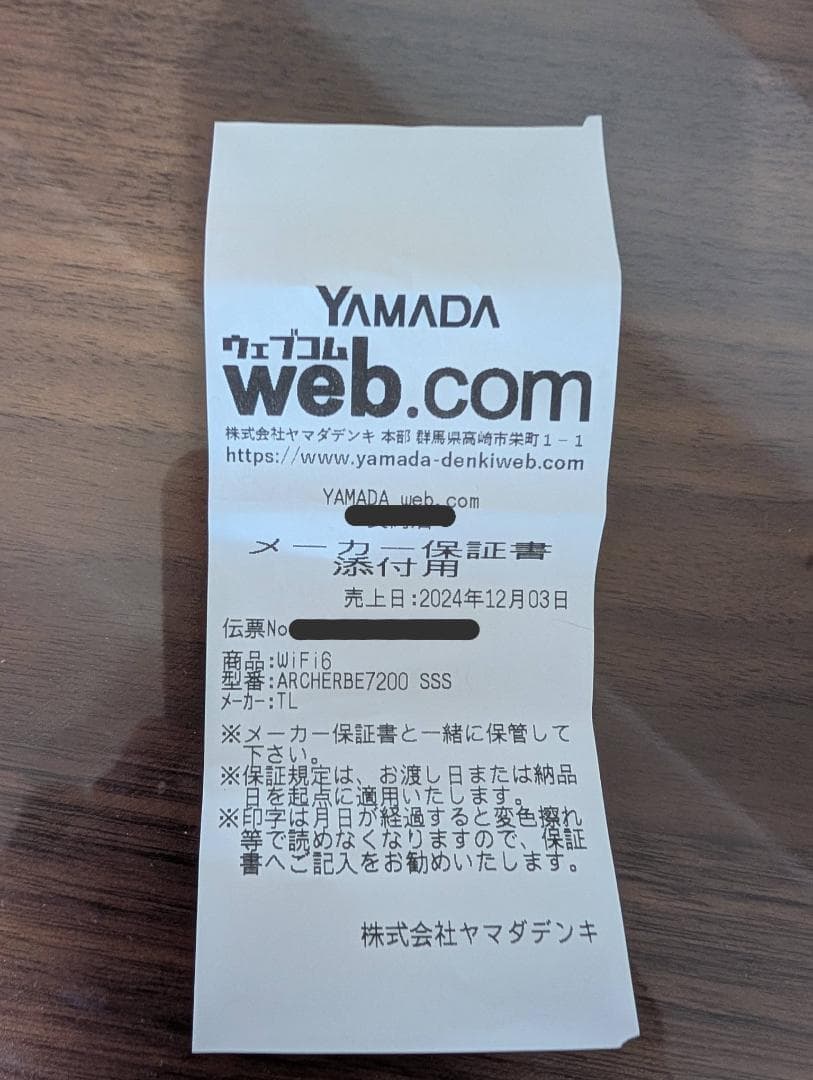 YAMADA
ウェブコム
web.com
株式会社ヤマダデンキ 本部 群馬県高崎市栄町1-1
https://www.yamada-denkiweb.com
YAMADA web.com
メーカー保証書
添付用
売上日:2024年12月03日
伝票No
商品:WiFi6
型番:ARCHERBE7200 SSS
メーカー:TL
※メーカー保証書と一緒に保管して
下さい。
※保証規定は、お渡し日または納品
日を起点に適用いたします。
※印字は月日が経過すると変色擦れ
等で読めなくなりますので、保証
書へご記入をお勧めいたします。
株式会社ヤマダデンキ